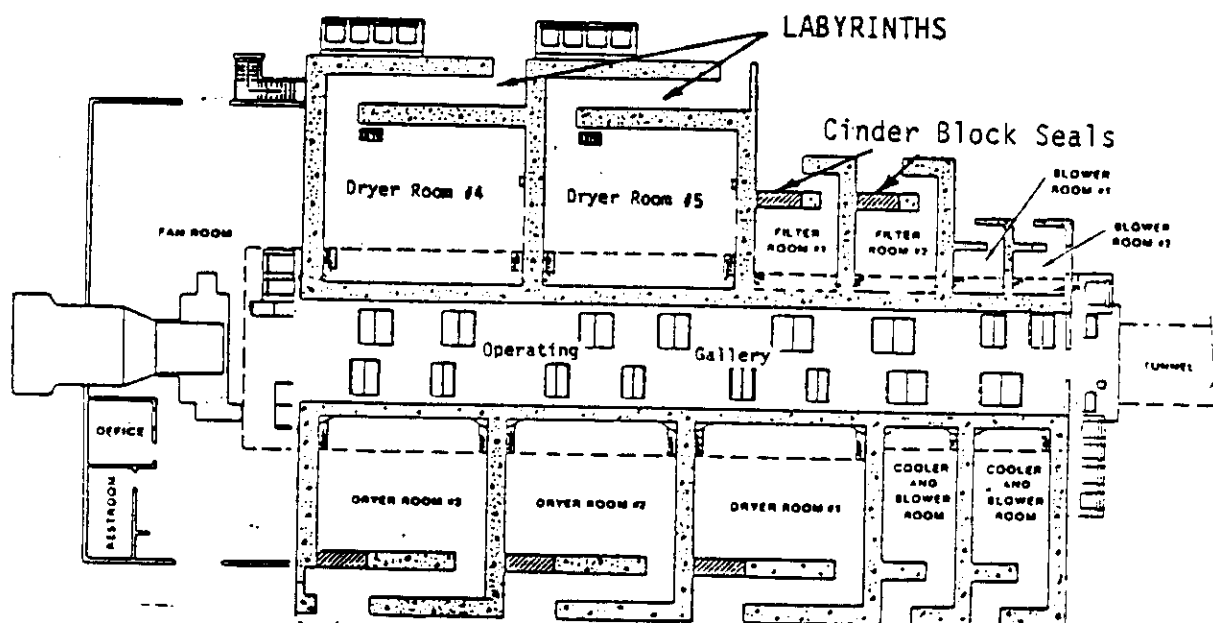 LABYRINTHS
Cinder Block Seals
BLOWER
ROOM #1
Dryer Room #4
Dryer Room #5
FAN ROOM
FILTER
ROOM #1
FILTER
ROOM #2
BLOWER
ROOM #2
Operating
Gallery
TUNNEL
OFFICE
RESTROOM
DRYER ROOM #3
DRYER ROOM #2
DRYER ROOM #1
COOLER
AND
BLOWER
ROOM
COOLER
AND
BLOWER
ROOM